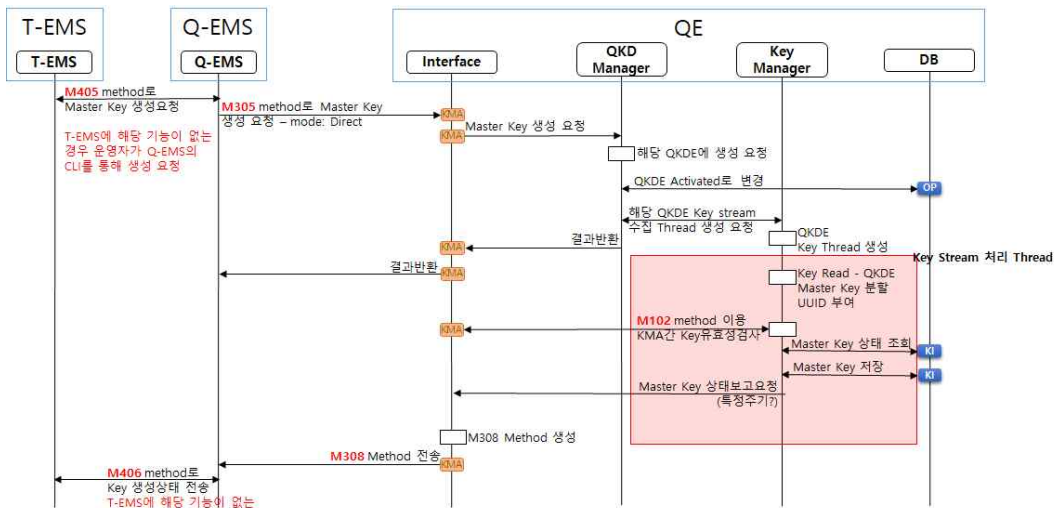 T-EMS
Q-EMS
QE
T-EMS
Q-EMS
Interface
QKD
Manager
Key
Manager
DB
M405 method로
Master Key 생성요청
M305 method로 Master Key
생성 요청 – mode: Direct
KMA
KMA
Master Key 생성 요청
T-EMS에 해당 기능이 없는
경우 운영자가 Q-EMS의
CLI를 통해 생성 요청
해당 QKDE에 생성 요청
QKDE Activated로 변경
OP
해당 QKDE Key stream
수집 Thread 생성 요청
QKDE
Key Thread 생성
결과반환
KMA
결과반환
KMA
Key Stream 처리 Thread
Key Read - QKDE
Master Key 분할
UUID 부여
M102 method 이용
KMA간 Key유효성검사
KMA
Master Key 상태 조회
KI
Master Key 저장
KI
Master Key 상태보고요청
(특정주기?)
M308 Method 생성
M308 Method 전송
KMA
M406 method로
Key 생성상태 전송
T-EMS에 해당 기능이 없는